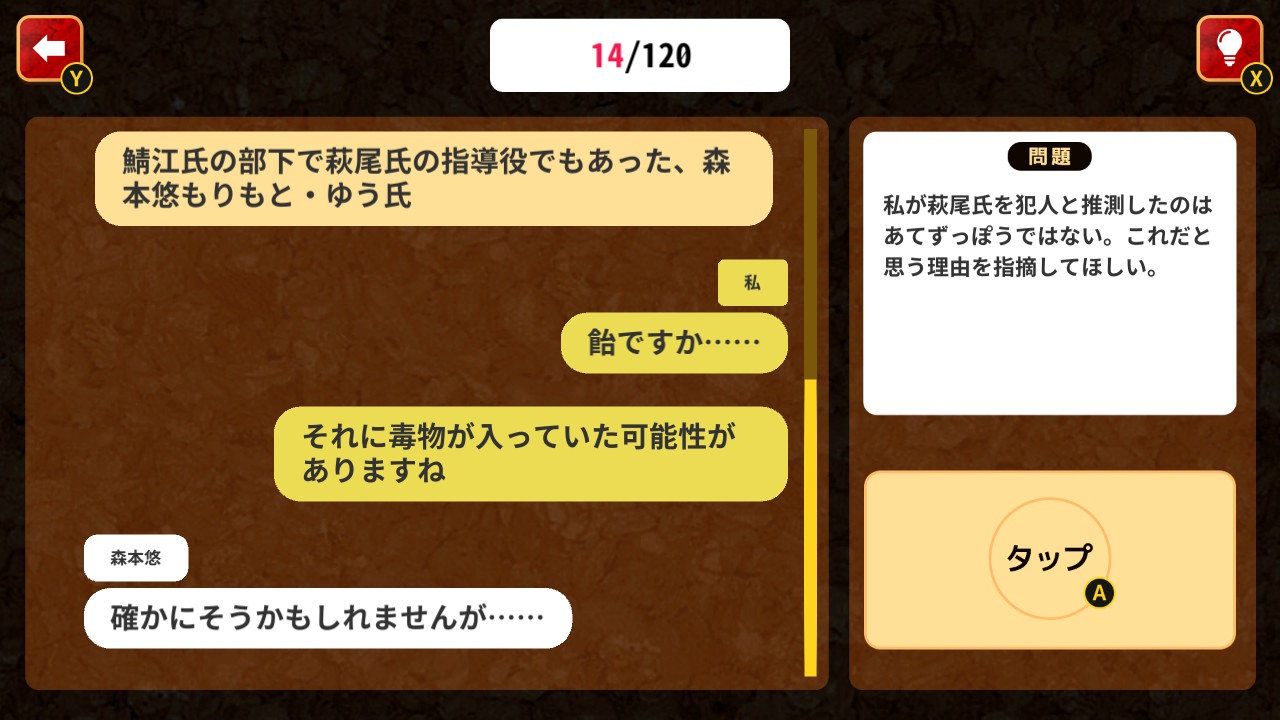 Y
14/120
X
鯖江氏の部下で萩尾氏の指導役でもあった、森
本悠もりもと・ゆう氏
私
飴ですか……
それに毒物が入っていた可能性が
ありますね
森本悠
確かにそうかもしれませんが……
問題
私が萩尾氏を犯人と推測したのは
あてずっぽうではない。これだと
思う理由を指摘してほしい。
タップ
A